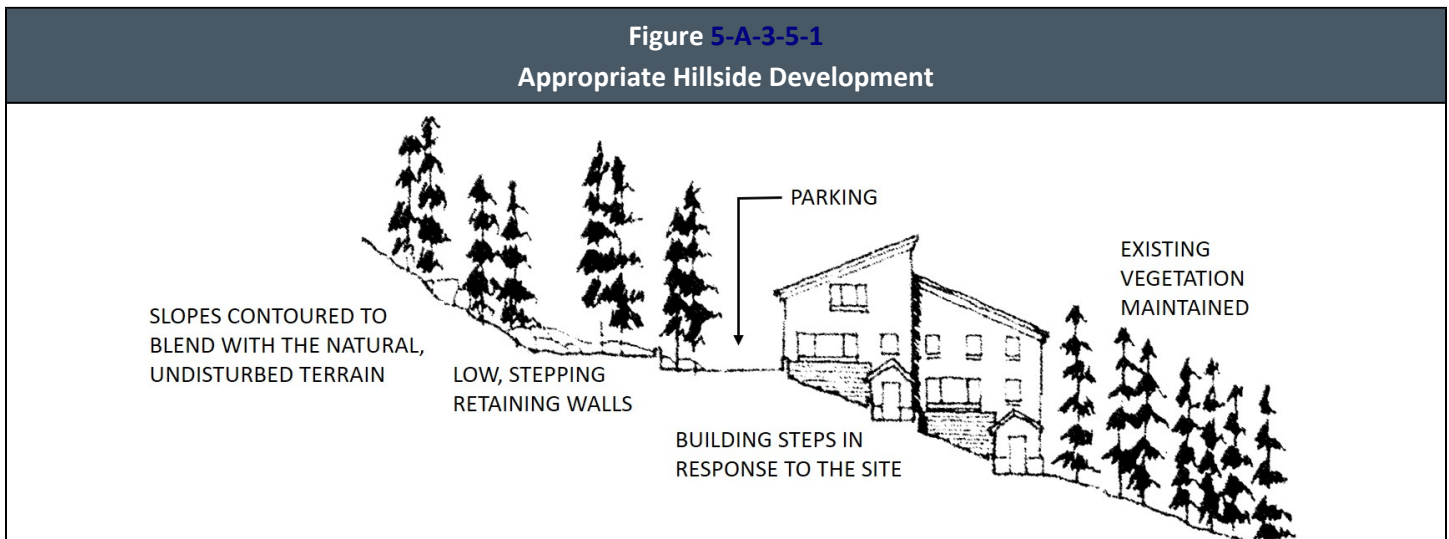 Figure 5-A-3-5-1
Appropriate Hillside Development
PARKING
EXISTING
VEGETATION
MAINTAINED
SLOPES CONTOURED TO
BLEND WITH THE NATURAL,
UNDISTURBED TERRAIN
LOW, STEPPING
RETAINING WALLS
BUILDING STEPS IN
RESPONSE TO THE SITE